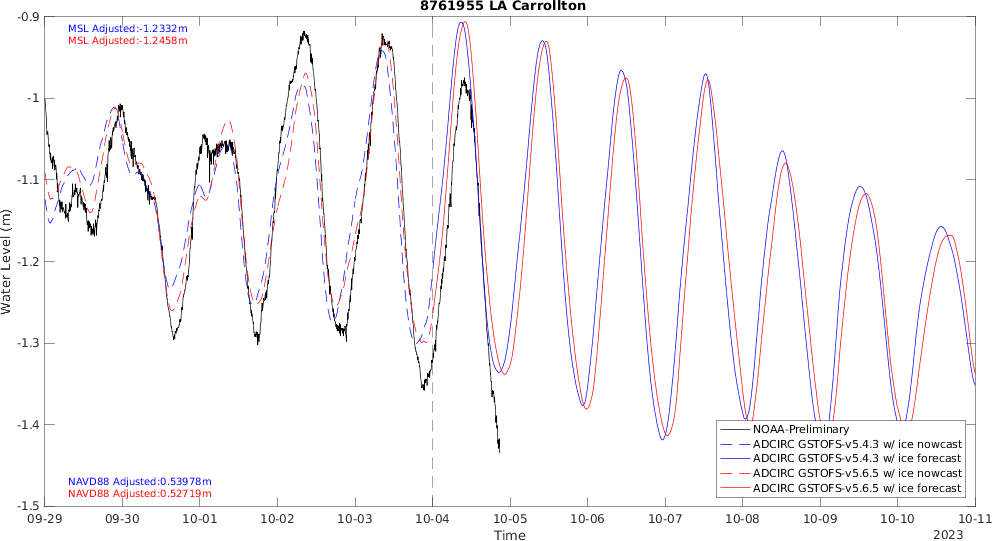 8761955 LA Carrollton
MSL Adjusted:-1.2332m
MSL Adjusted:-1.2458m
-0.9
-1
-1.1
-1.2
-1.3
-1.4
-1.5
Water Level (m)
NOAA-Preliminary
ADCIRC GSTOFS-v5.4.3 w/ ice nowcast
ADCIRC GSTOFS-v5.4.3 w/ ice forecast
ADCIRC GSTOFS-v5.6.5 w/ ice nowcast
ADCIRC GSTOFS-v5.6.5 w/ ice forecast
NAVD88 Adjusted:0.53978m
NAVD88 Adjusted:0.52719m
09-29 09-30 10-01 10-02 10-03 10-04 10-05 10-06 10-07 10-08 10-09 10-10 10-11
Time
2023